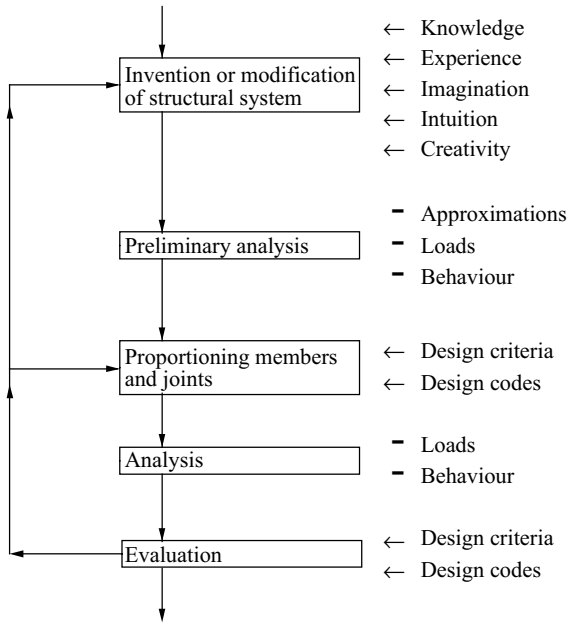 ← Knowledge
Invention or modification
of structural system
← Experience
← Imagination
← Intuition
← Creativity
- Approximations
Preliminary analysis
- Loads
- Behaviour
Proportioning members
and joints
← Design criteria
← Design codes
Analysis
- Loads
- Behaviour
Evaluation
← Design criteria
← Design codes